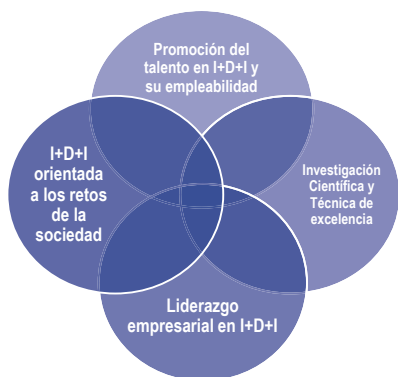 Promoción del
talento en I+D+I y
su empleabilidad
I+D+I
orientada
a los retos
de la
sociedad
Investigación
Científica y
Técnica de
excelencia
Liderazgo
empresarial en I+D+I